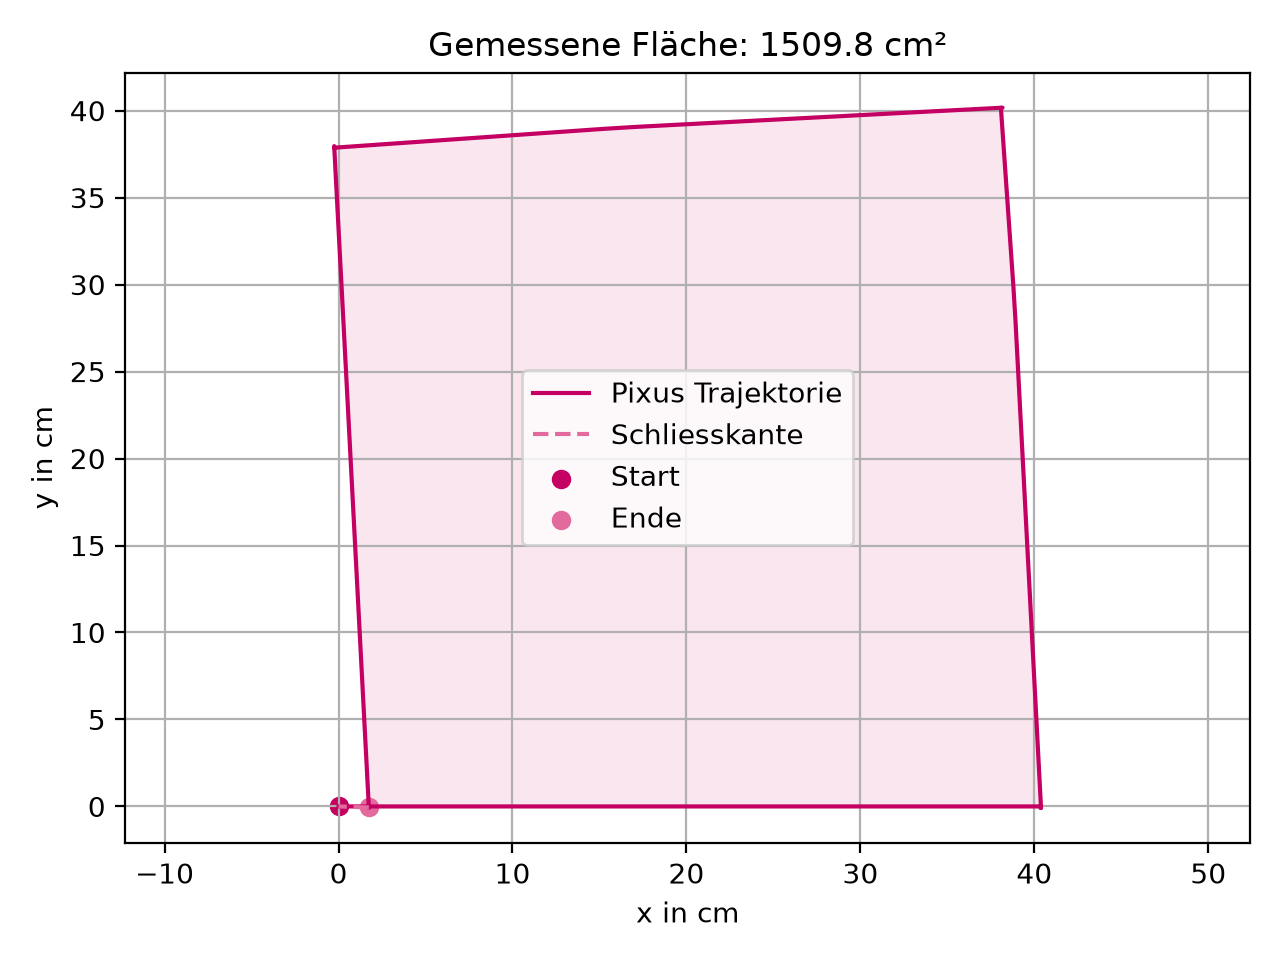 Gemessene Fläche: 1509.8 cm²
40
35
30
25
20
15
10
5
0
y in cm
Pixus Trajektorie
Schliesskante
Start
Ende
−10 0 10 20 30 40 50
x in cm